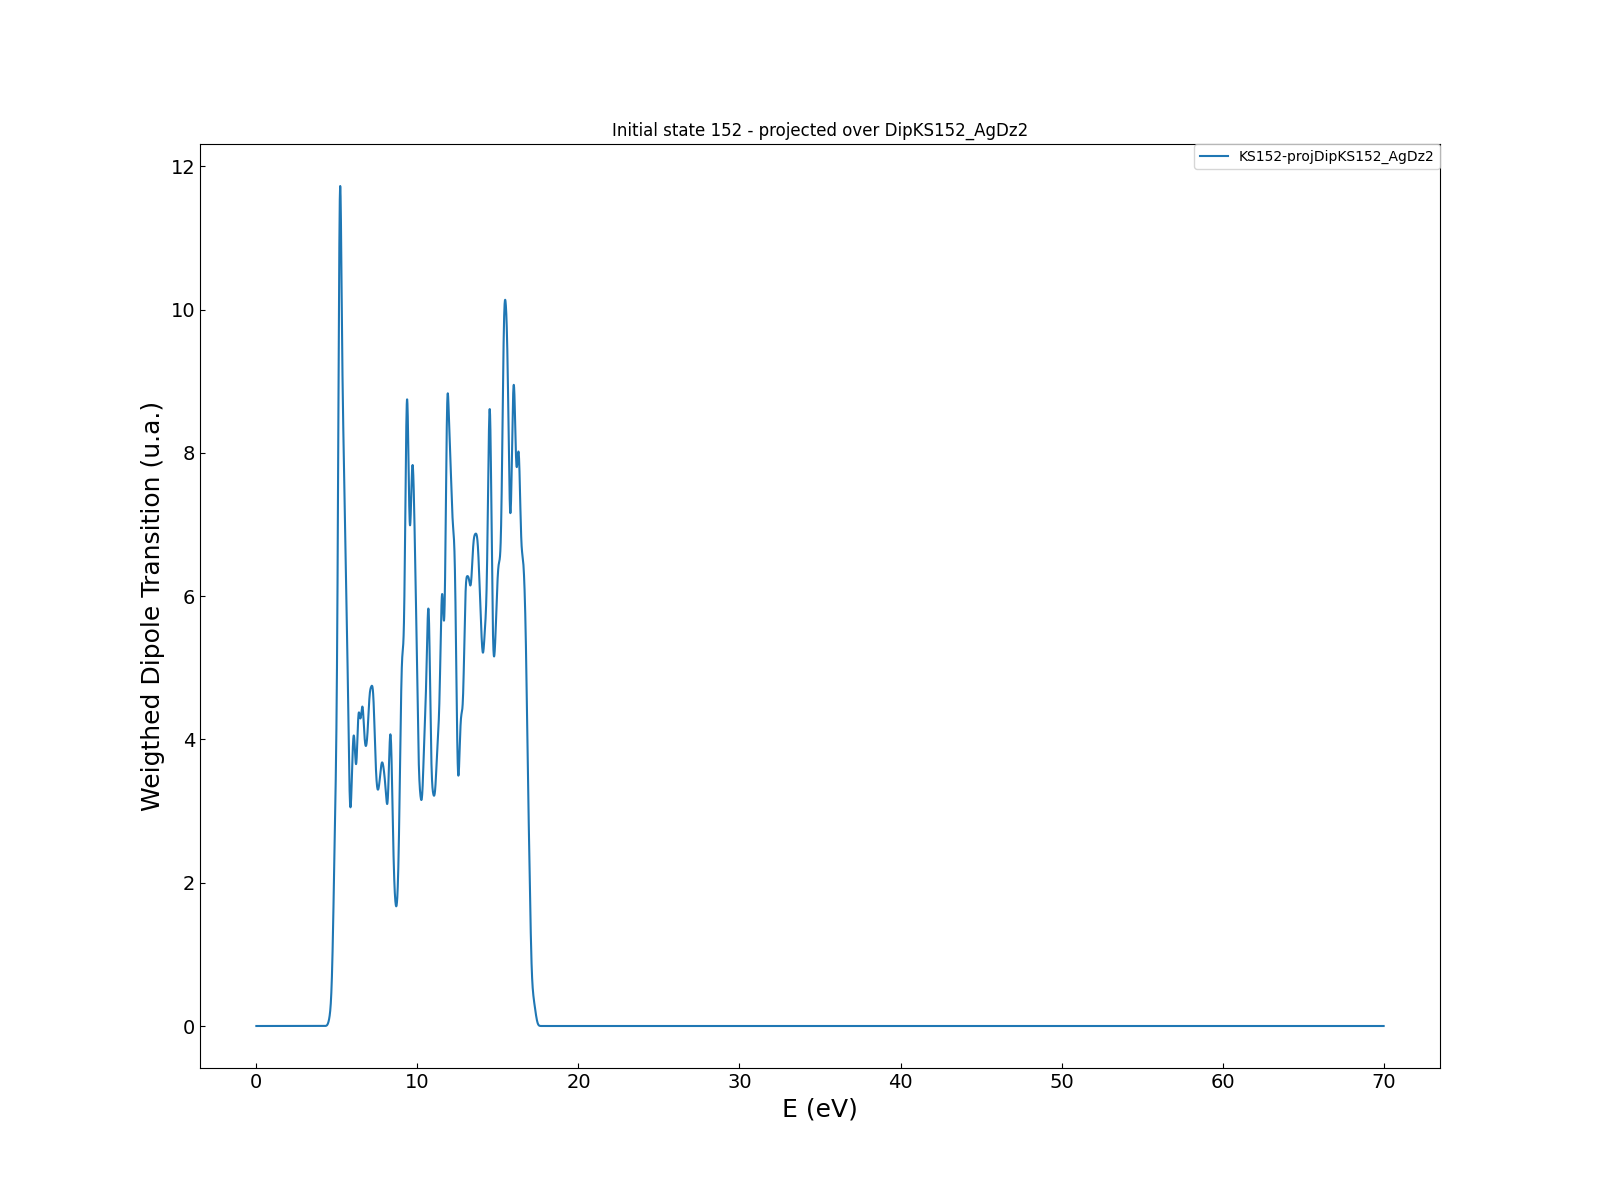 Initial state 152 - projected over DipKS152_AgDz2
KS152-projDipKS152_AgDz2
Weigthed Dipole Transition (u.a.)
12
10
8
6
4
2
0
0 10 20 30 40 50 60 70
E (eV)